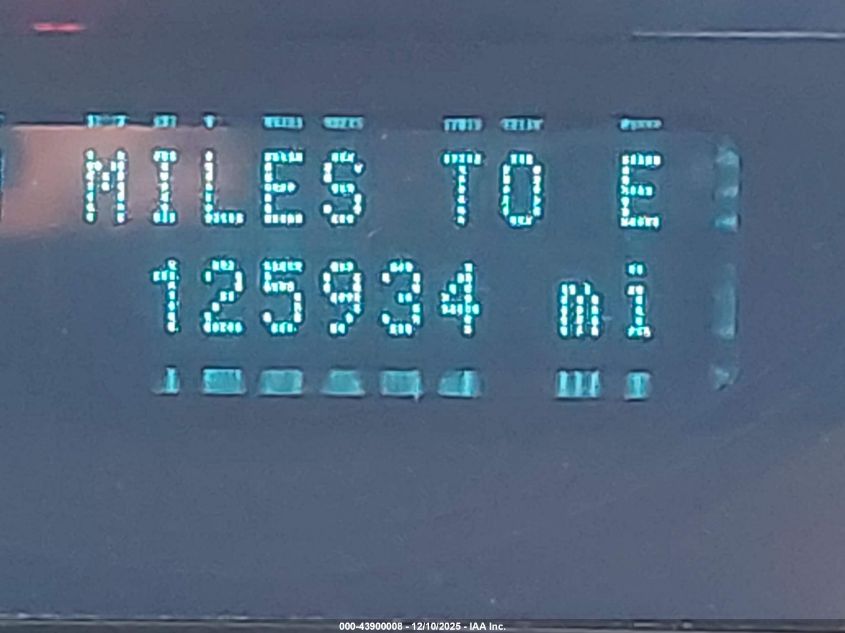 MILES TO E
125934 mi
000-43900008 - 12/10/2025 - IAA Inc.